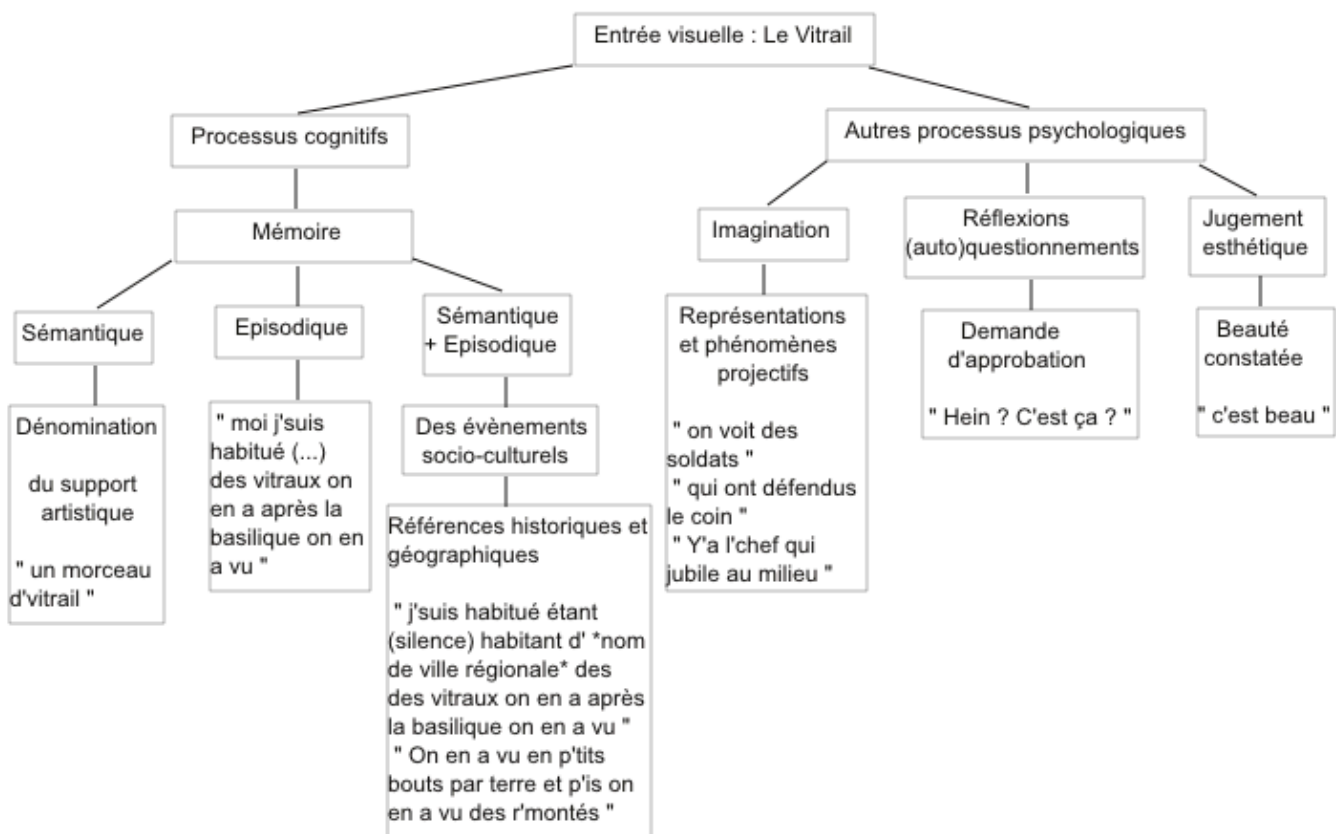 Entrée visuelle : Le Vitrail
Processus cognitifs
Autres processus psychologiques
Mémoire
Imagination
Réflexions
(auto)questionnements
Jugement
esthétique
Sémantique
Episodique
Sémantique
+ Episodique
Représentations
et phénomènes
projectifs
" on voit des
soldats "
" qui ont défendus
le coin "
" Y'a l'chef qui
jubile au milieu "
Demande
d'approbation
" Hein ? C'est ça ? "
Beauté
constatée
" c'est beau "
Dénomination
du support
artistique
" un morceau
d'vitrail "
" moi j'suis
habitué (...)
des vitraux on
en a après la
basilique on en
a vu "
Des évènements
socio-culturels
Références historiques et
géographiques
" j'suis habitué étant
(silence) habitant d' *nom
de ville régionale* des
des vitraux on en a après
la basilique on en a vu "
" On en a vu en p'tits
bouts par terre et p'is on
en a vu des r'montés "